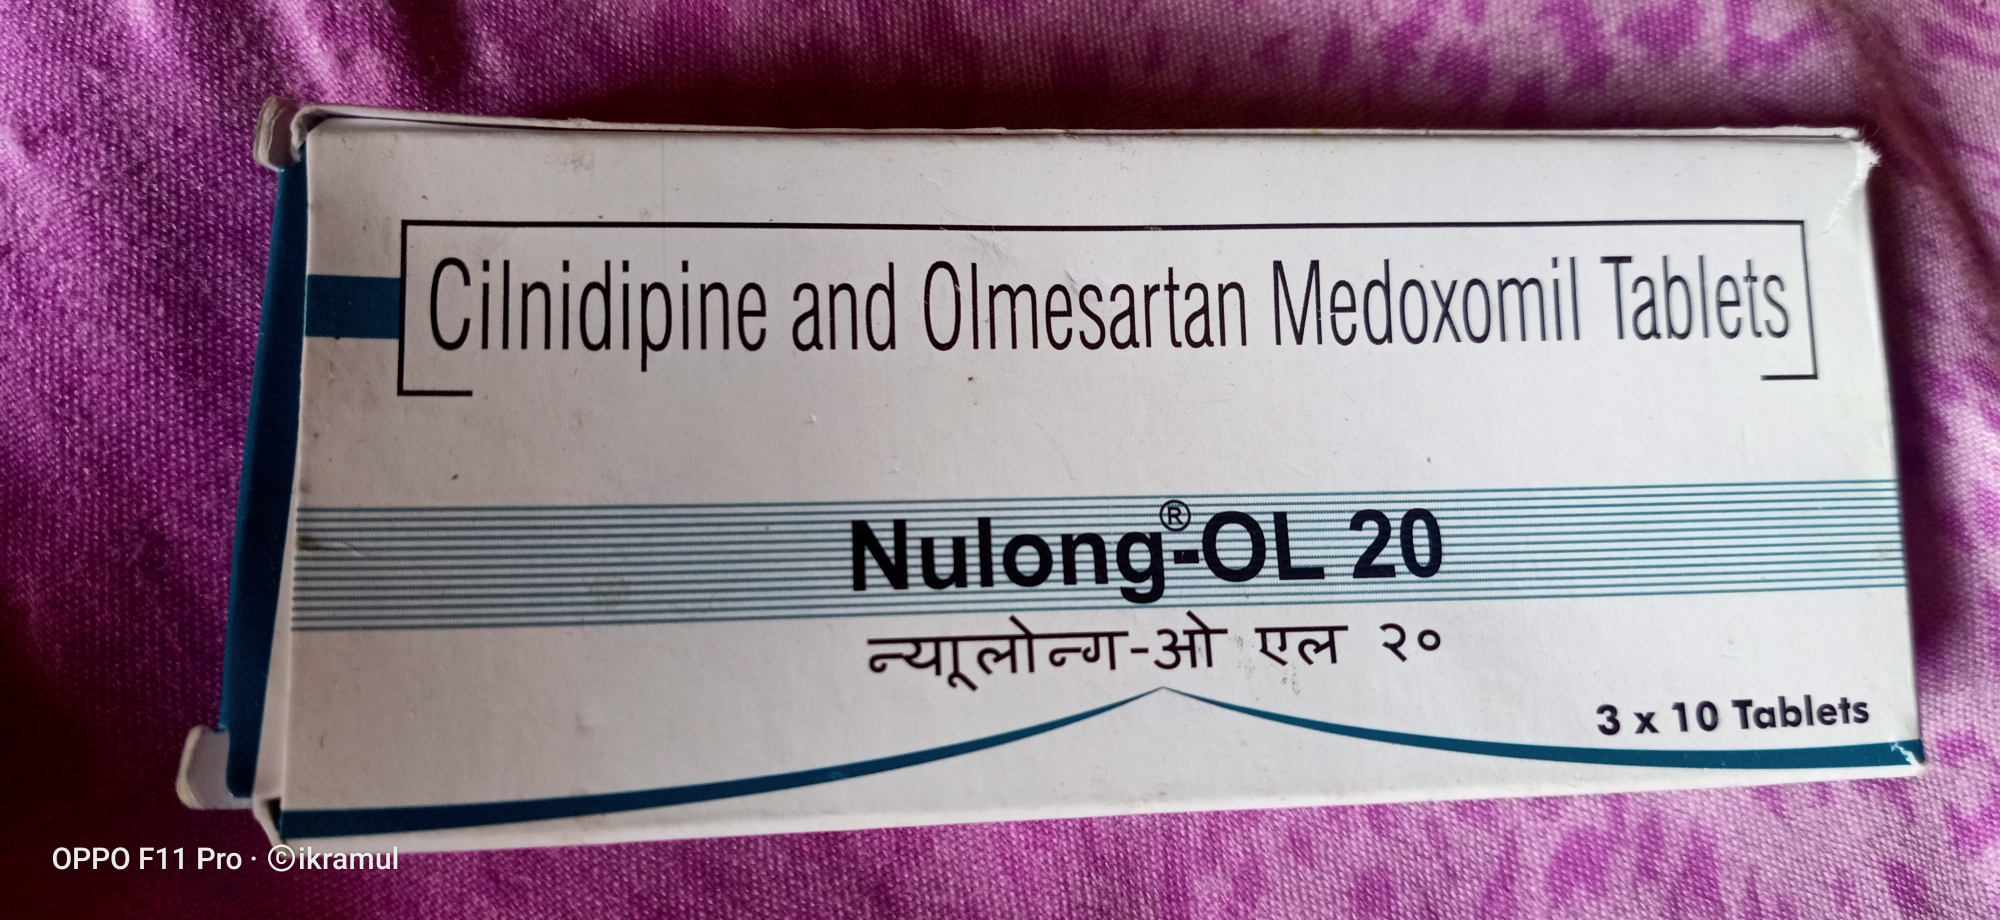 Cilnidipine and Olmesartan Medoxomil Tablets
Nulong®-OL 20
न्यूलोन्ग-ओ एल २०
3 x 10 Tablets
OPPO F11 Pro · ©ikramul